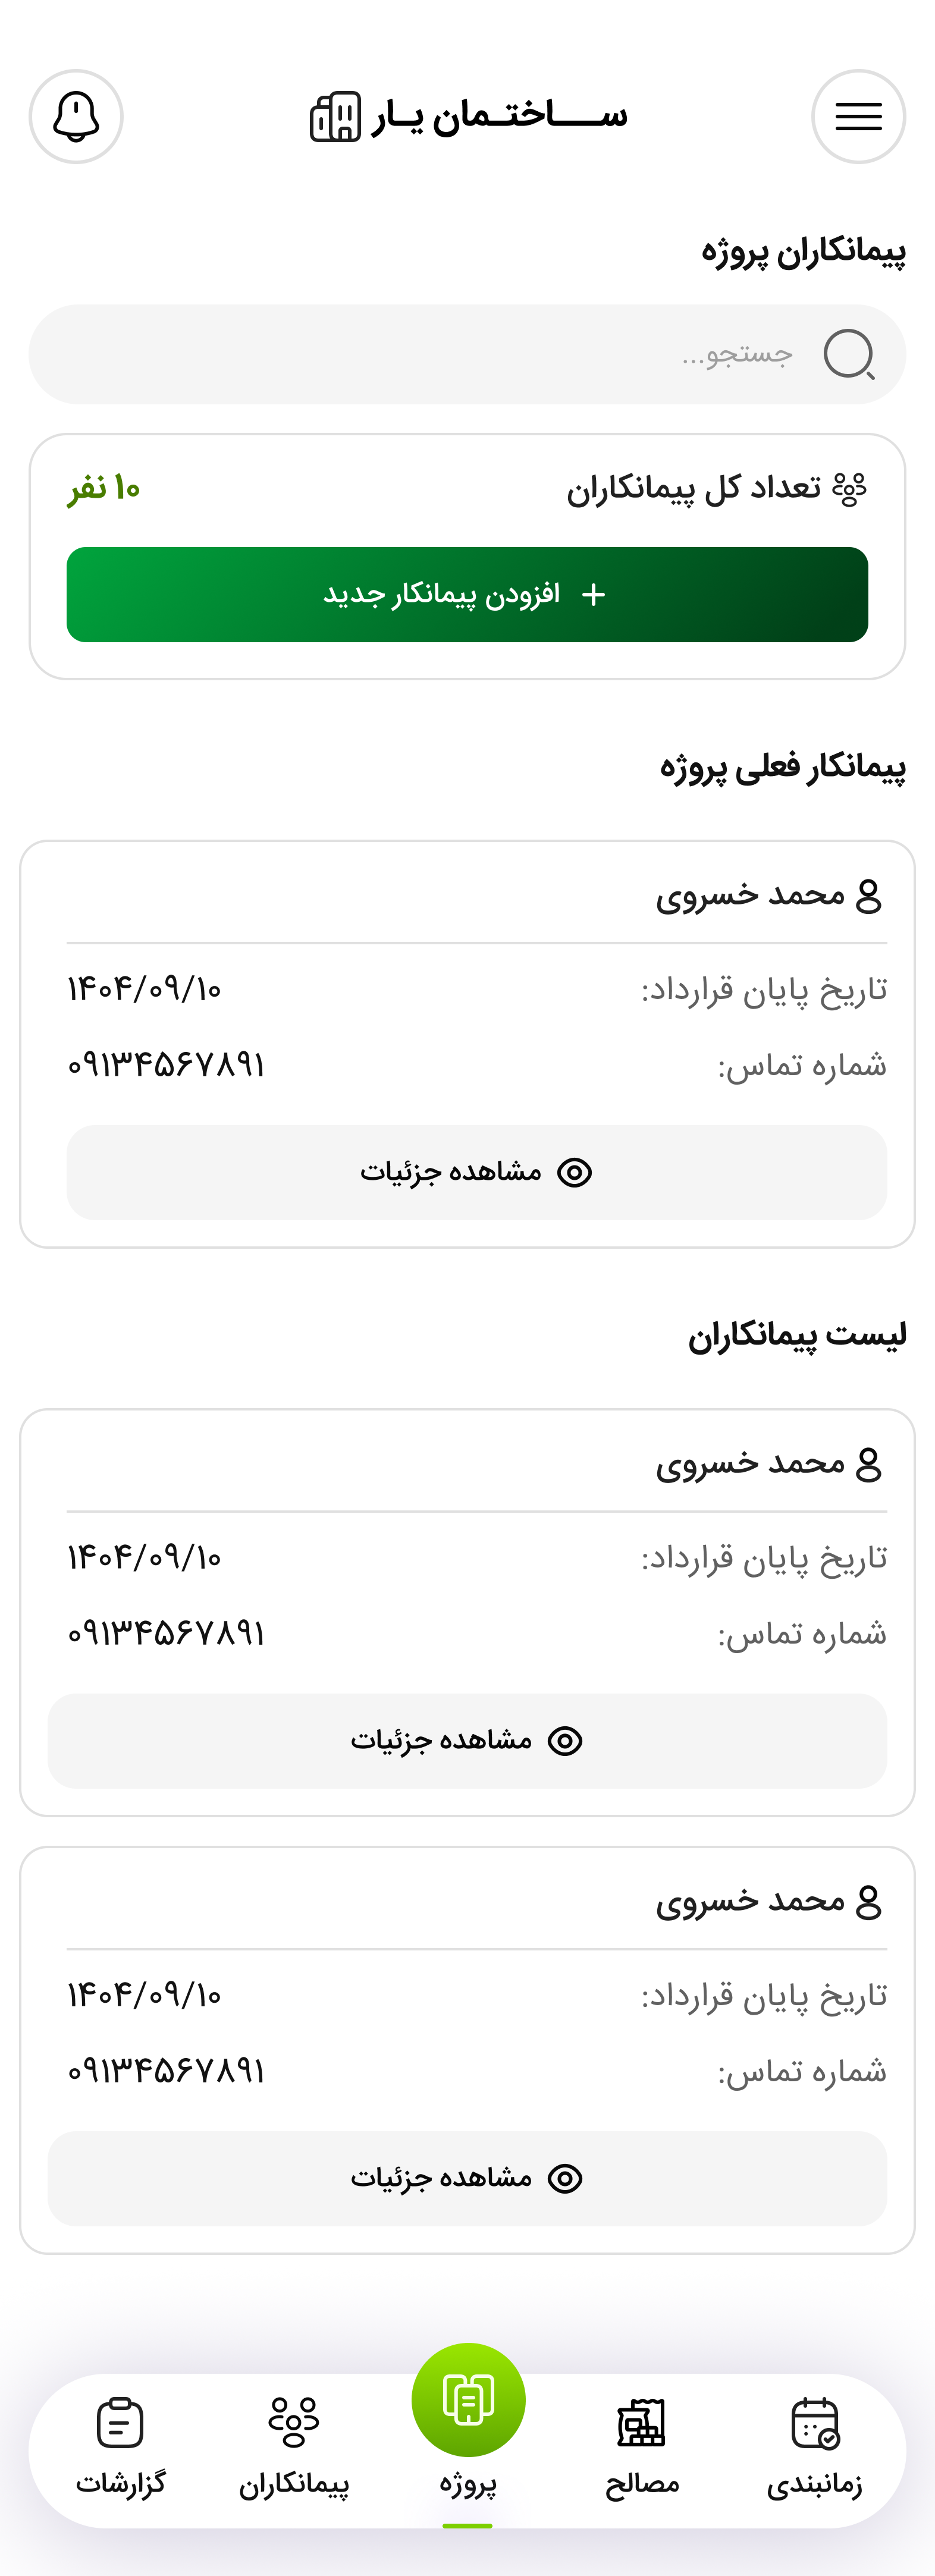 ســـاختـمان یـار
پیمانکاران پروژه
جستجو...
تعداد کل پیمانکاران ۱۰ نفر
افزودن پیمانکار جدید
پیمانکار فعلی پروژه
محمد خسروی
تاریخ پایان قرارداد: ۱۴۰۴/۰۹/۱۰
شماره تماس: ۰۹۱۳۴۵۶۷۸۹۱
مشاهده جزئیات
لیست پیمانکاران
محمد خسروی
تاریخ پایان قرارداد: ۱۴۰۴/۰۹/۱۰
شماره تماس: ۰۹۱۳۴۵۶۷۸۹۱
مشاهده جزئیات
محمد خسروی
تاریخ پایان قرارداد: ۱۴۰۴/۰۹/۱۰
شماره تماس: ۰۹۱۳۴۵۶۷۸۹۱
مشاهده جزئیات
زمانبندی مصالح پروژه پیمانکاران گزارشات